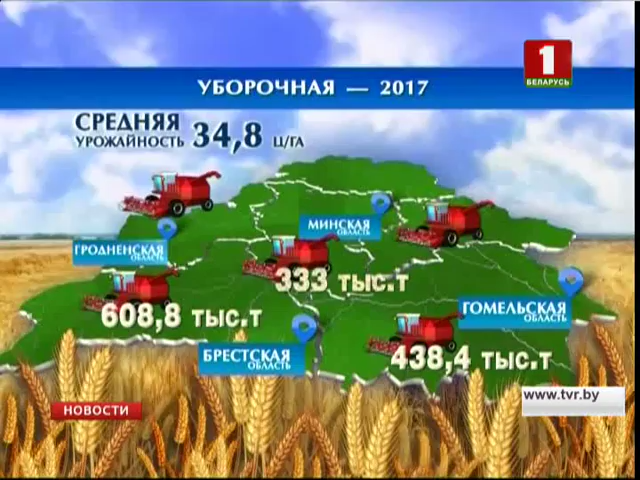 1
БЕЛАРУСЬ
УБОРОЧНАЯ — 2017
СРЕДНЯЯ
УРОЖАЙНОСТЬ 34,8 Ц/ГА
МИНСКАЯ
ОБЛАСТЬ
ГРОДНЕНСКАЯ
ОБЛАСТЬ
333 тыс.т
ГОМЕЛЬСКАЯ
ОБЛАСТЬ
608,8 тыс.т
БРЕСТСКАЯ
ОБЛАСТЬ
438,4 тыс.т
www.tvr.by
НОВОСТИ